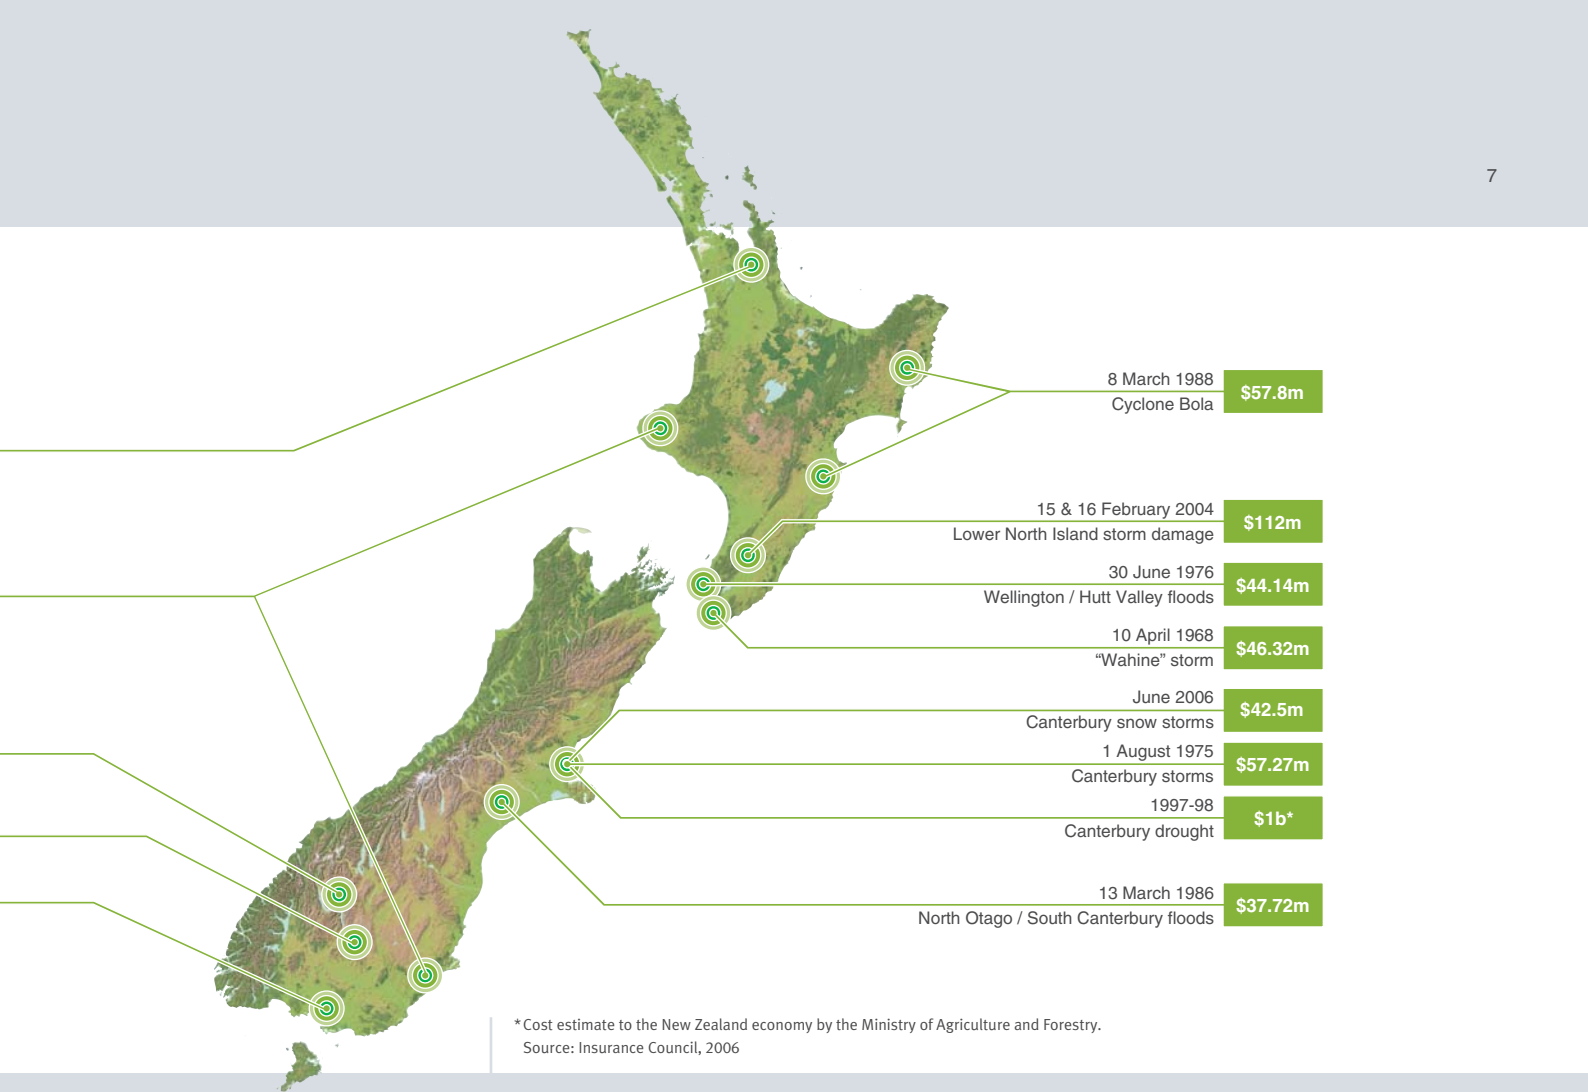 7
8 March 1988
Cyclone Bola
$57.8m
15 & 16 February 2004
Lower North Island storm damage
$112m
30 June 1976
Wellington / Hutt Valley floods
$44.14m
10 April 1968
“Wahine” storm
$46.32m
June 2006
Canterbury snow storms
$42.5m
1 August 1975
Canterbury storms
$57.27m
1997-98
Canterbury drought
$1b*
13 March 1986
North Otago / South Canterbury floods
$37.72m
* Cost estimate to the New Zealand economy by the Ministry of Agriculture and Forestry.
Source: Insurance Council, 2006